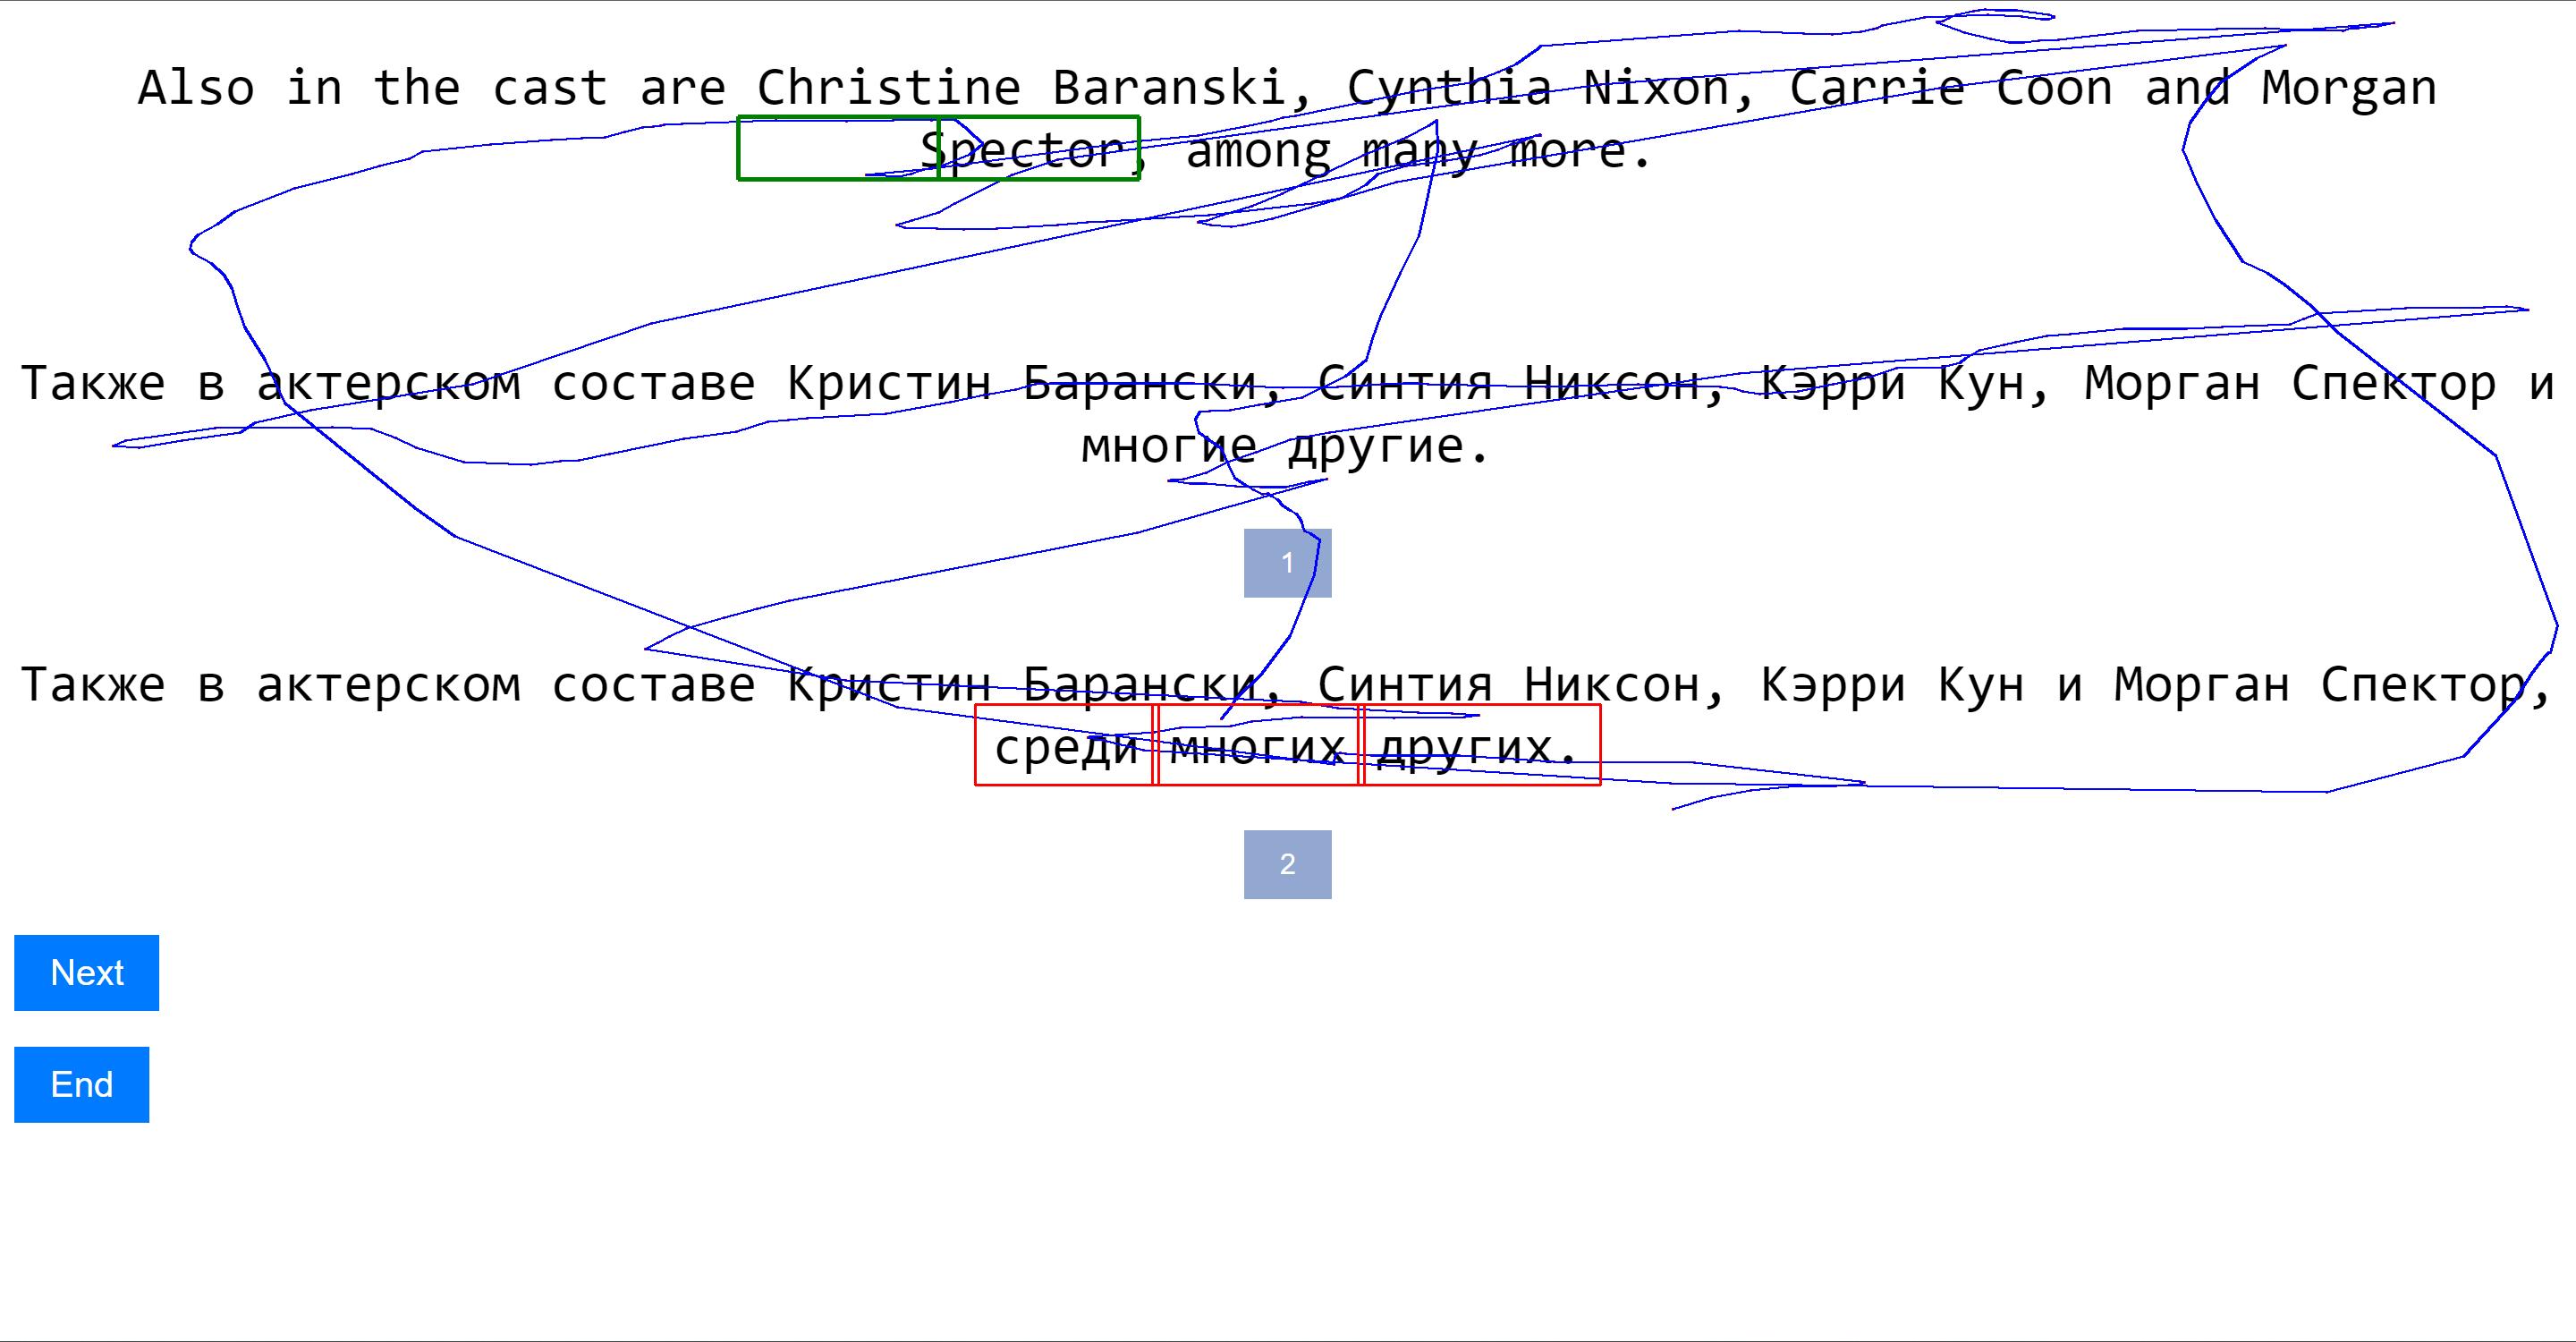 Also in the cast are Christine Baranski, Cynthia Nixon, Carrie Coon and Morgan
Spector, among many more.
Также в актерском составе Кристин Барански, Синтия Никсон, Кэрри Кун, Морган Спектор и
многие другие.
1
Также в актерском составе Кристин Барански, Синтия Никсон, Кэрри Кун и Морган Спектор,
среди многих других.
2
Next
End